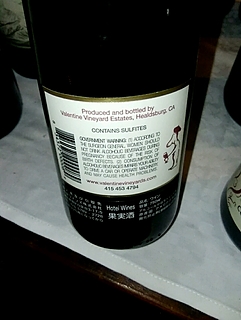 Produced and bottled by
Valentine Vineyard Estates, Healdsburg, CA
CONTAINS SULFITES
GOVERNMENT WARNING: (1) ACCORDING TO
THE SURGEON GENERAL, WOMEN SHOULD
NOT DRINK ALCOHOLIC BEVERAGES DURING
PREGNANCY BECAUSE OF THE RISK OF
BIRTH DEFECTS. (2) CONSUMPTION OF
ALCOHOLIC BEVERAGES IMPAIRS YOUR ABILITY
TO DRIVE A CAR OR OPERATE MACHINERY
AND MAY CAUSE HEALTH PROBLEMS.
www.valentinevineyards.com
415 453 4794
Hotei Wines
果実酒